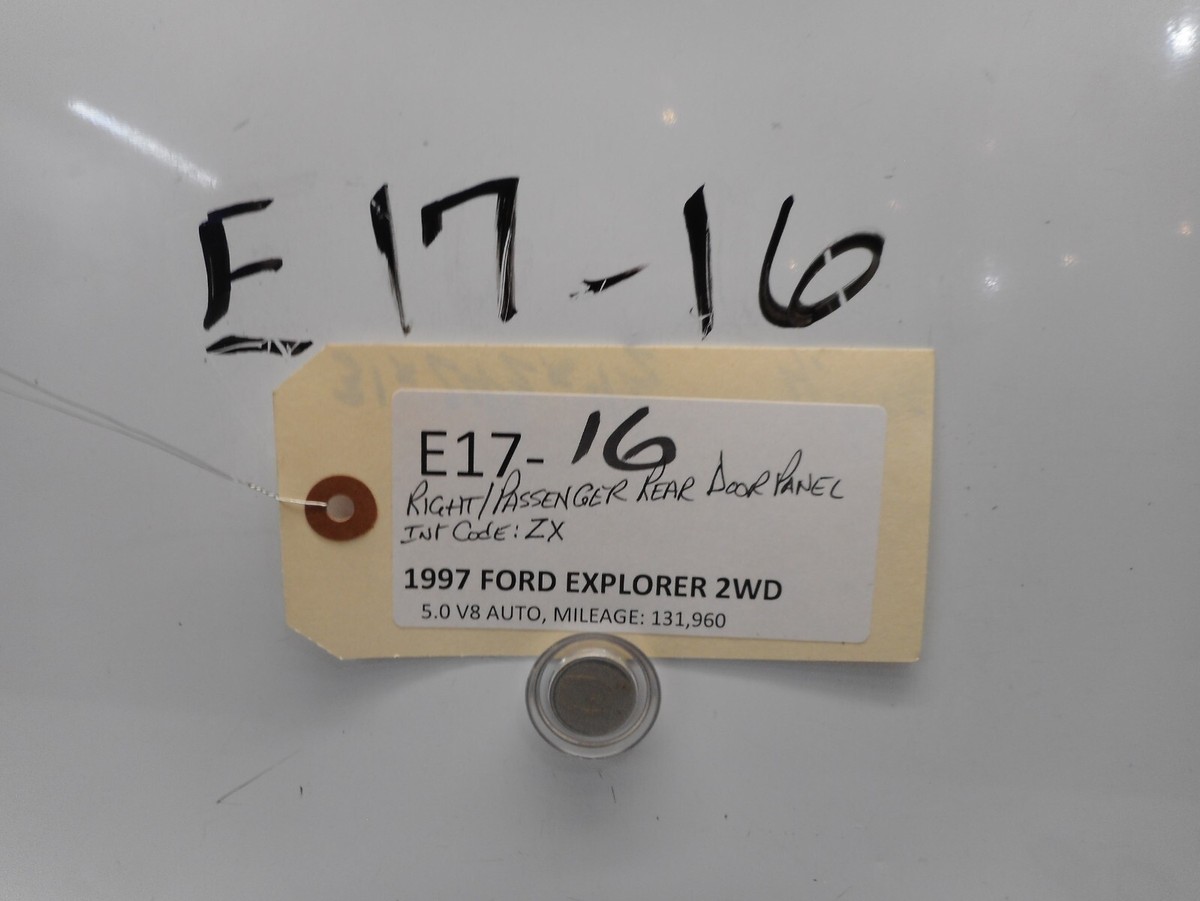 E17-16
E17-16
RIGHT/PASSENGER REAR DOOR PANEL
INT CODE: ZX
1997 FORD EXPLORER 2WD
5.0 V8 AUTO, MILEAGE: 131,960